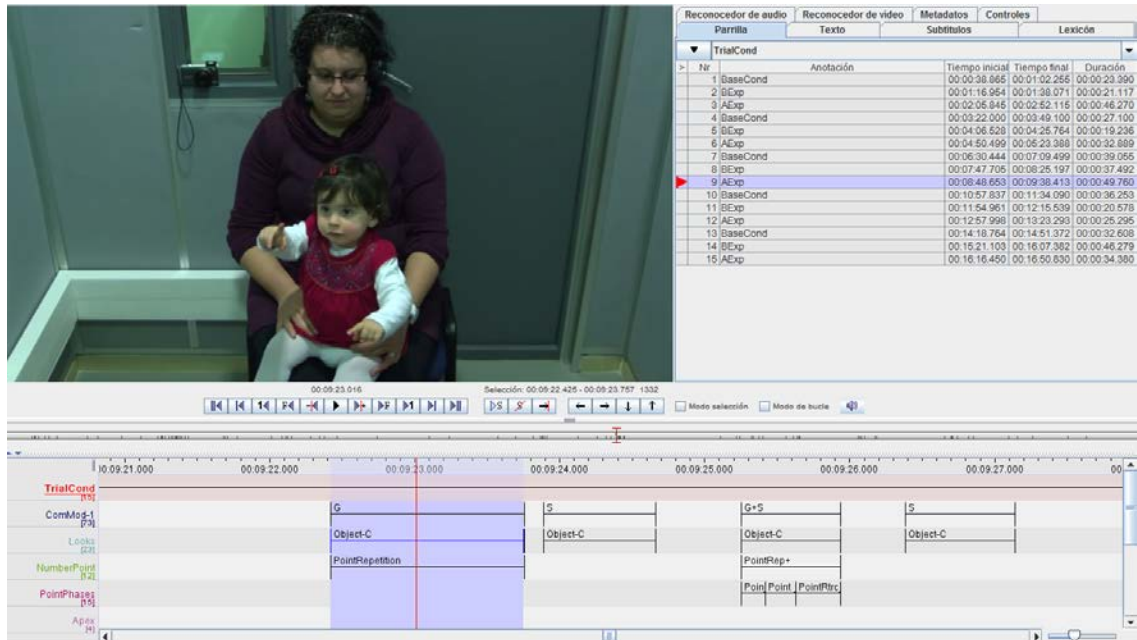 Reconocedor de audio Reconocedor de video Metadatos Controles
Parrilla Texto Subtítulos Lexicón
TrialCond
> Nr Anotación Tiempo inicial Tiempo final Duración
1 BaseCond 00:00:38.865 00:01:02.255 00:00:23.390
2 BExp 00:01:16.954 00:01:38.071 00:00:21.117
3 AExp 00:02:05.845 00:02:52.115 00:00:46.270
4 BaseCond 00:03:22.000 00:03:49.100 00:00:27.100
5 BExp 00:04:06.528 00:04:25.764 00:00:19.236
6 AExp 00:04:50.499 00:05:23.388 00:00:32.889
7 BaseCond 00:06:30.444 00:07:09.499 00:00:39.055
8 BExp 00:07:47.705 00:08:25.197 00:00:37.492
9 AExp 00:08:48.653 00:09:38.413 00:00:49.760
10 BaseCond 00:10:57.837 00:11:34.090 00:00:36.253
11 BExp 00:11:54.961 00:12:15.539 00:00:20.578
12 AExp 00:12:57.998 00:13:23.293 00:00:25.295
13 BaseCond 00:14:18.764 00:14:51.372 00:00:32.608
14 BExp 00:15:21.103 00:16:07.382 00:00:46.279
15 AExp 00:16:16.450 00:16:50.830 00:00:34.380
00:09:23.016 Selección: 00:09:22.425 - 00:09:23.757 1332
Modo selección Modo de bucle
00:09:21.000 00:09:22.000 00:09:23.000 00:09:24.000 00:09:25.000 00:09:26.000 00:09:27.000 00
TrialCond
[15]
ComMod-1 G S G+S S
[73]
Looks Object-C Object-C Object-C Object-C
[23]
NumberPoint PointRepetition PointRep+
[12]
PointPhases Poin Point PointRtrc
[15]
Apex
[4]